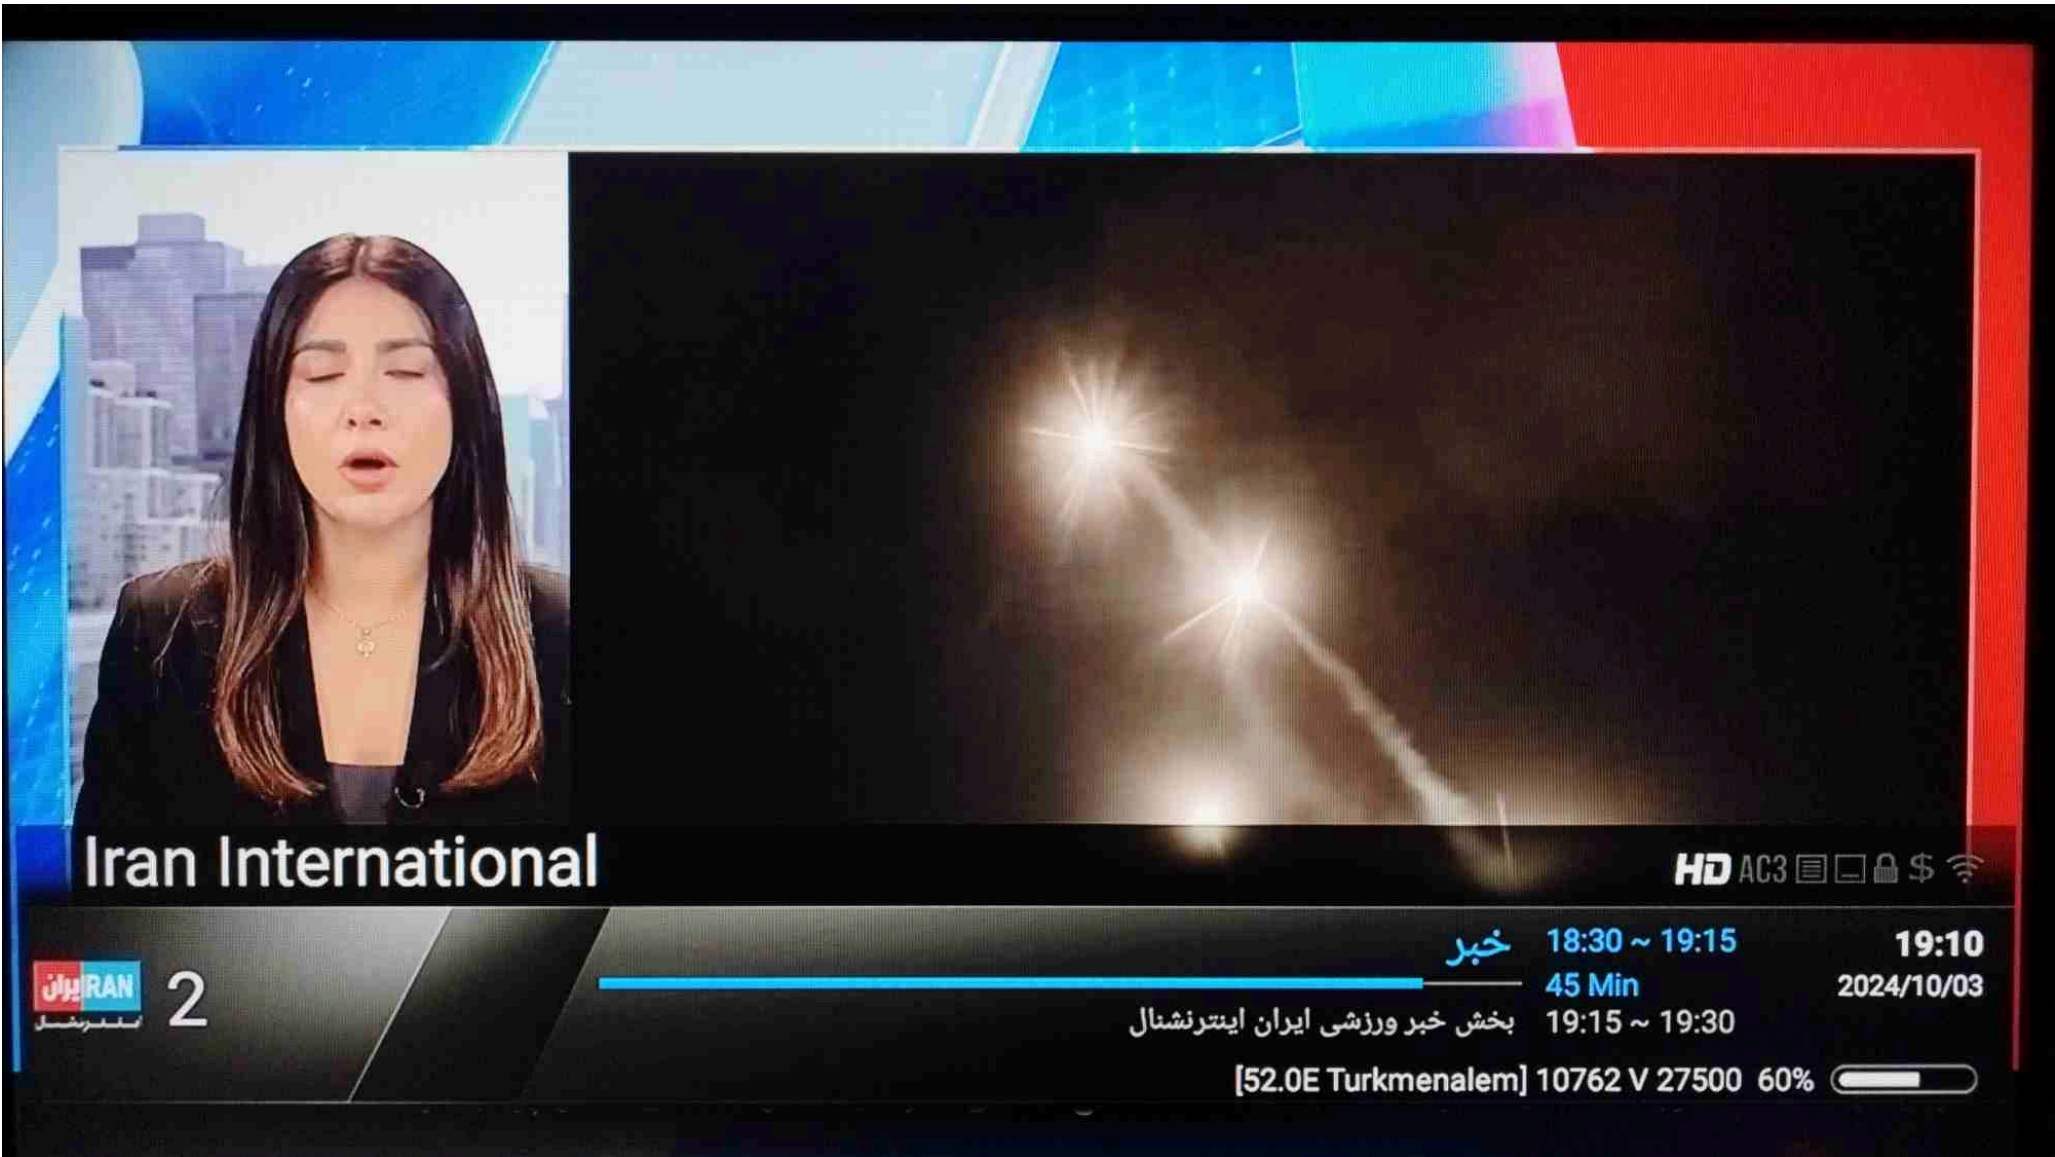 Iran International
HD AC3 $
ایران IRAN
اینترنشنال
2
خبر 18:30 ~ 19:15
45 Min
19:10
2024/10/03
بخش خبر ورزشی ایران اینترنشنال 19:15 ~ 19:30
[52.0E Turkmenalem] 10762 V 27500 60%